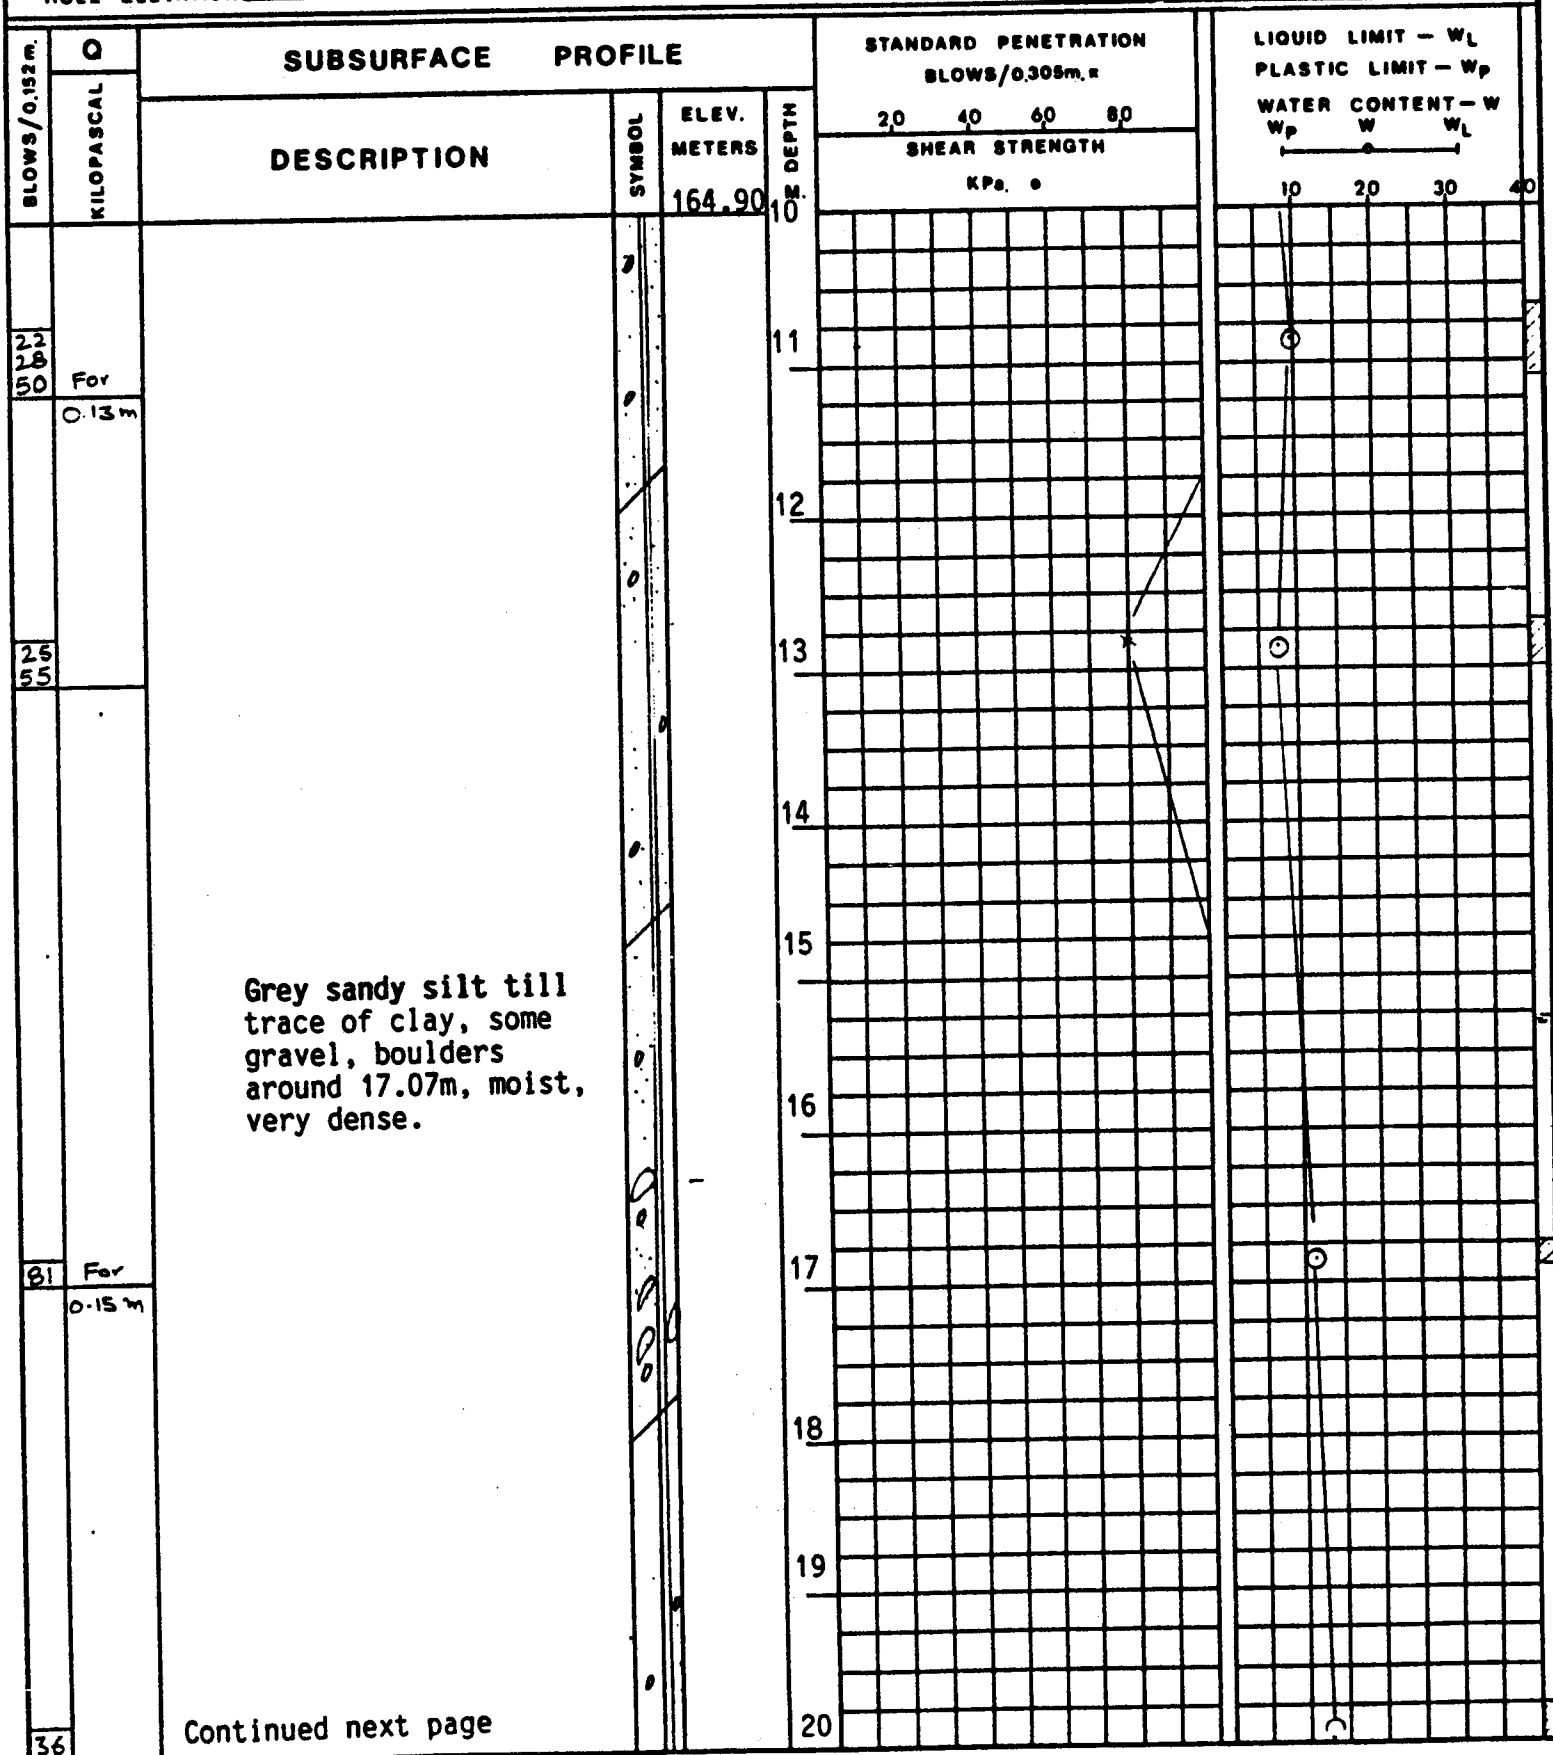 BLOWS/0.152m.
Q
KILOPASCAL
SUBSURFACE PROFILE
DESCRIPTION
SYMBOL
ELEV.
METERS
164.90
M. DEPTH
STANDARD PENETRATION
BLOWS/0.305m. x
20 40 60 80
SHEAR STRENGTH
KPa. •
LIQUID LIMIT – WL
PLASTIC LIMIT – Wp
WATER CONTENT – W
Wp W WL
10 20 30 40
10
11
22
28
50 For
0.13m
12
13
25
55
14
15
Grey sandy silt till
trace of clay, some
gravel, boulders
around 17.07m, moist,
very dense.
16
17
81 For
0.15m
18
19
20
Continued next page
36